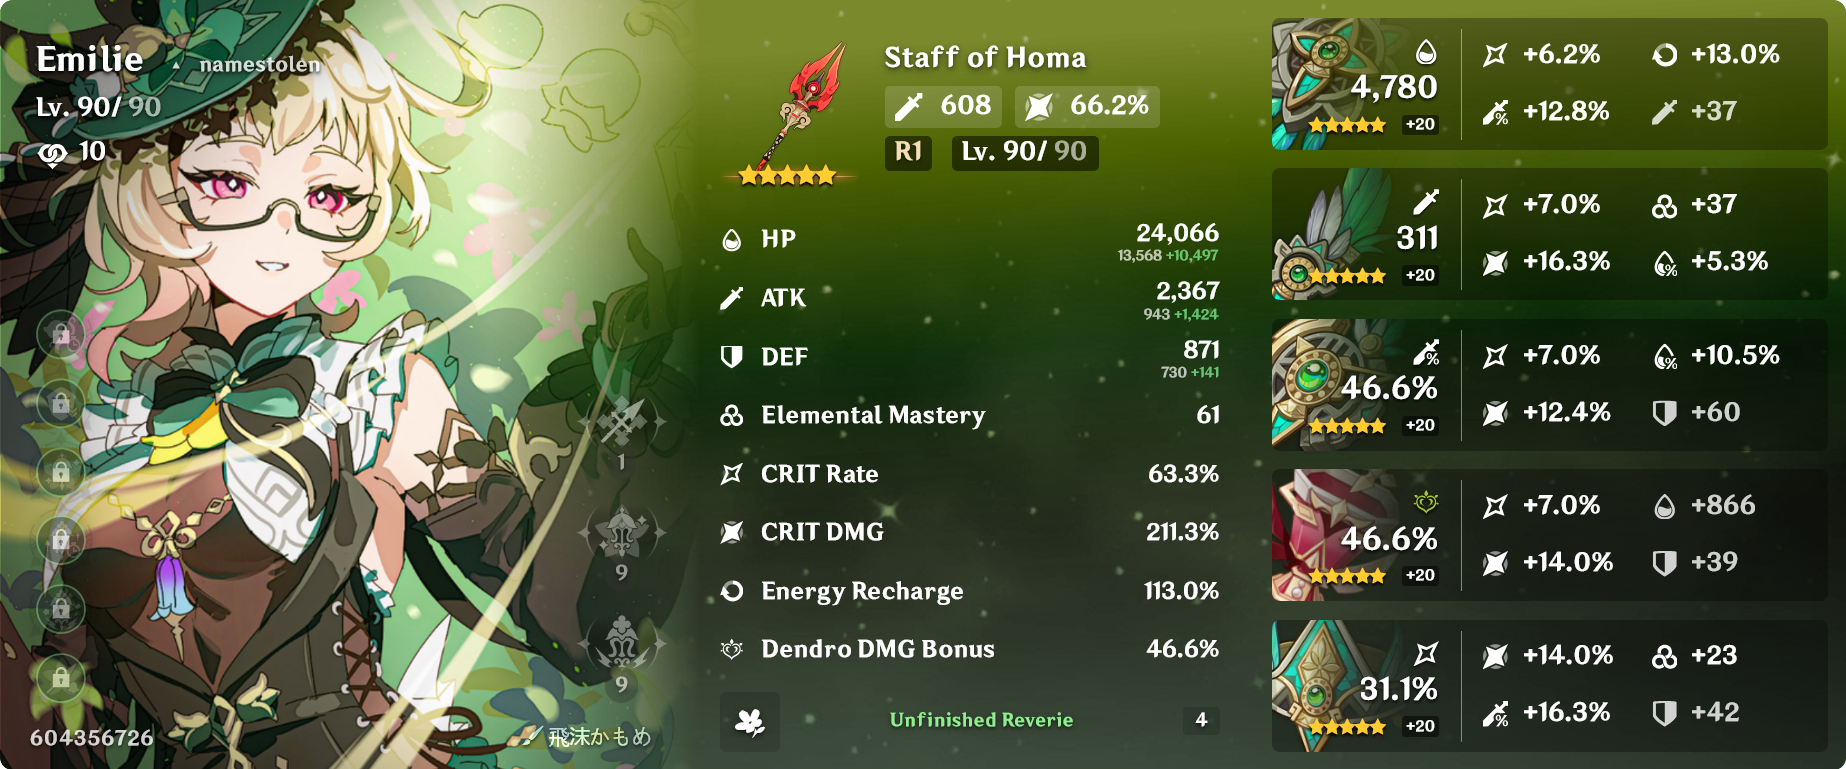 Emilie namestolen
Lv. 90/ 90
10
1
9
9
604356726
飛沫かもめ
Staff of Homa
608 66.2%
R1 Lv. 90/ 90
HP 24,066
13,568 +10,497
ATK 2,367
943 +1,424
DEF 871
730 +141
Elemental Mastery 61
CRIT Rate 63.3%
CRIT DMG 211.3%
Energy Recharge 113.0%
Dendro DMG Bonus 46.6%
Unfinished Reverie 4
4,780
+20
+6.2% +13.0%
+12.8% +37
311
+20
+7.0% +37
+16.3% +5.3%
46.6%
+20
+7.0% +10.5%
+12.4% +60
46.6%
+20
+7.0% +866
+14.0% +39
31.1%
+20
+14.0% +23
+16.3% +42